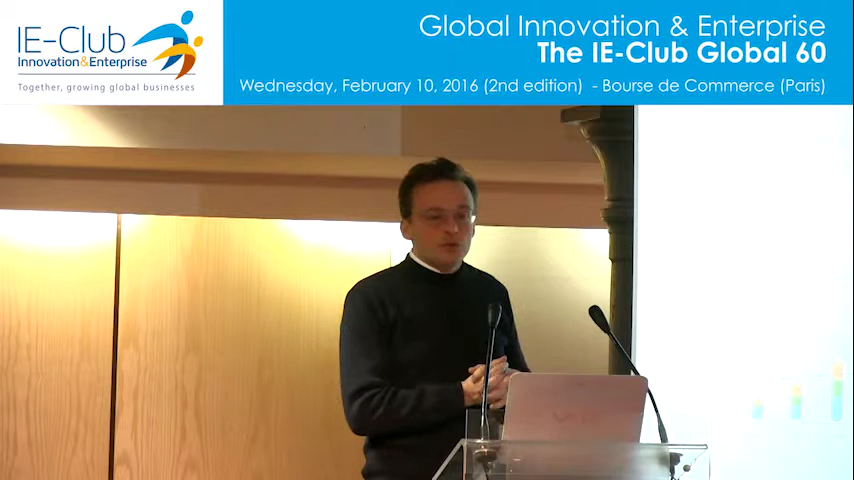 IE-Club
Innovation&Enterprise
Together, growing global businesses
Global Innovation & Enterprise
The IE-Club Global 60
Wednesday, February 10, 2016 (2nd edition) - Bourse de Commerce (Paris)